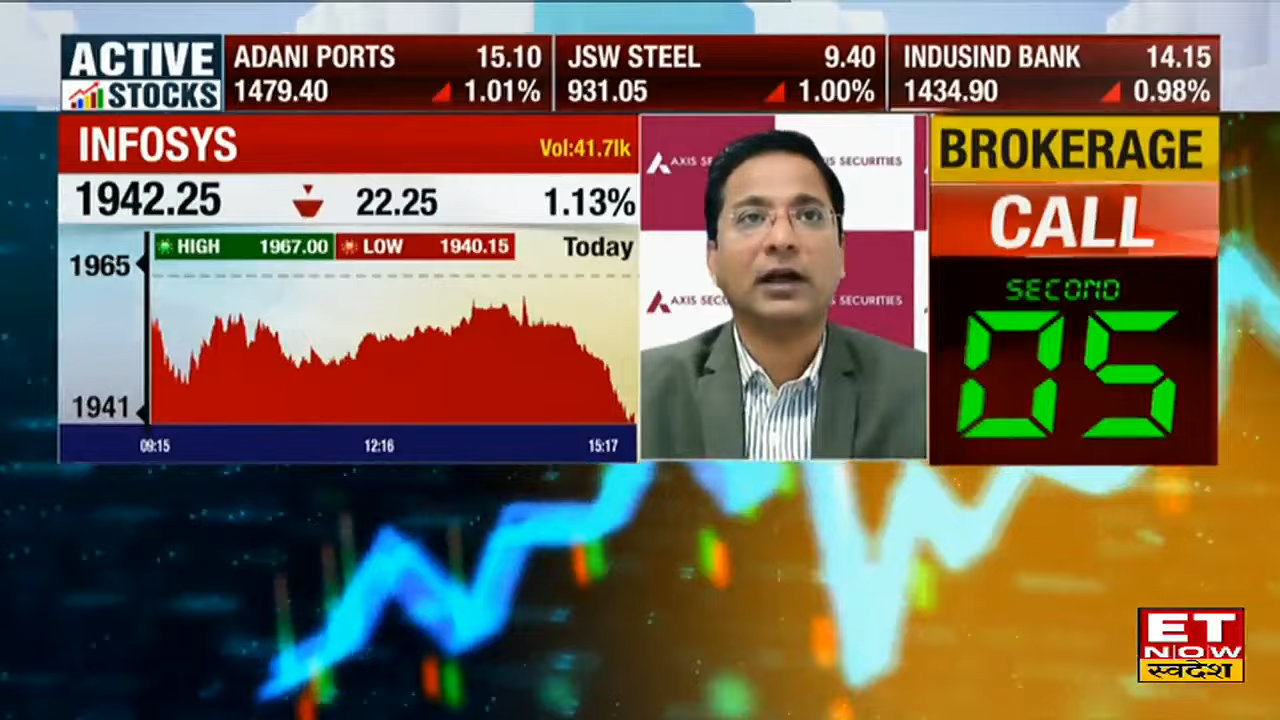 ACTIVE
STOCKS
ADANI PORTS 15.10
1479.40 1.01%
JSW STEEL 9.40
931.05 1.00%
INDUSIND BANK 14.15
1434.90 0.98%
INFOSYS Vol:41.7lk
1942.25 22.25 1.13%
HIGH 1967.00 LOW 1940.15 Today
1965
1941
09:15 12:16 15:17
AXIS SECURITIES
AXIS SECURITIES
BROKERAGE
CALL
SECOND
05
ET
NOW
स्वदेश